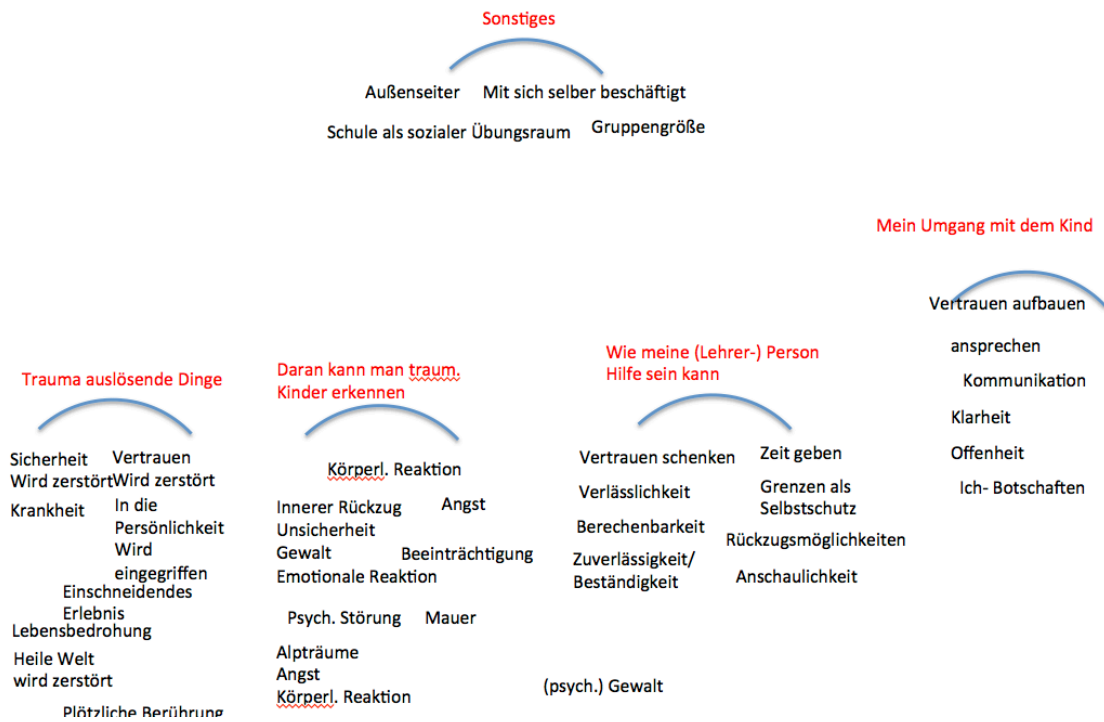 Sonstiges
Außenseiter
Mit sich selber beschäftigt
Schule als sozialer Übungsraum
Gruppengröße
Trauma auslösende Dinge
Sicherheit
Wird zerstört
Vertrauen
Wird zerstört
Krankheit
In die
Persönlichkeit
Wird
eingegriffen
Einschneidendes
Erlebnis
Lebensbedrohung
Heile Welt
wird zerstört
Plötzliche Berührung
Daran kann man traum.
Kinder erkennen
Körperl. Reaktion
Innerer Rückzug
Angst
Unsicherheit
Gewalt
Beeinträchtigung
Emotionale Reaktion
Psych. Störung
Mauer
Alpträume
Angst
Körperl. Reaktion
Wie meine (Lehrer-) Person
Hilfe sein kann
Vertrauen schenken
Verlässlichkeit
Berechenbarkeit
Zuverlässigkeit/
Beständigkeit
Zeit geben
Grenzen als
Selbstschutz
Rückzugsmöglichkeiten
Anschaulichkeit
(psych.) Gewalt
Mein Umgang mit dem Kind
Vertrauen aufbauen
ansprechen
Kommunikation
Klarheit
Offenheit
Ich- Botschaften